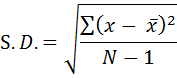 S. D. = √(∑(x − x̄)² / (N − 1))